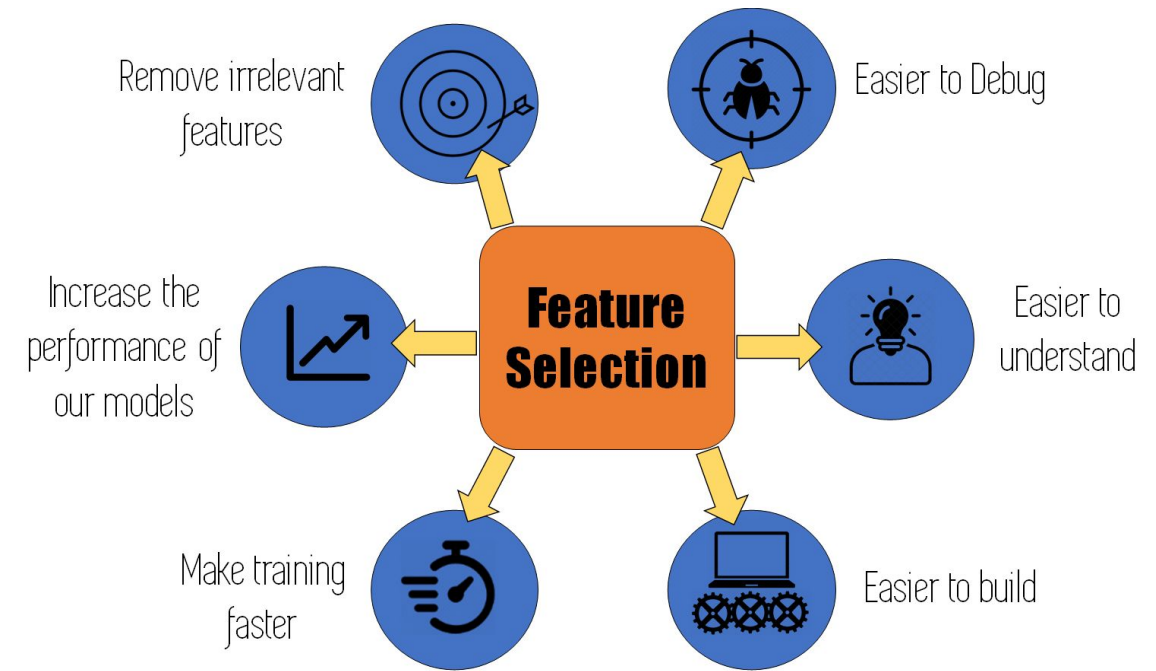 Remove irrelevant
features
Easier to Debug
Increase the
performance of
our models
Feature
Selection
Easier to
understand
Make training
faster
Easier to build